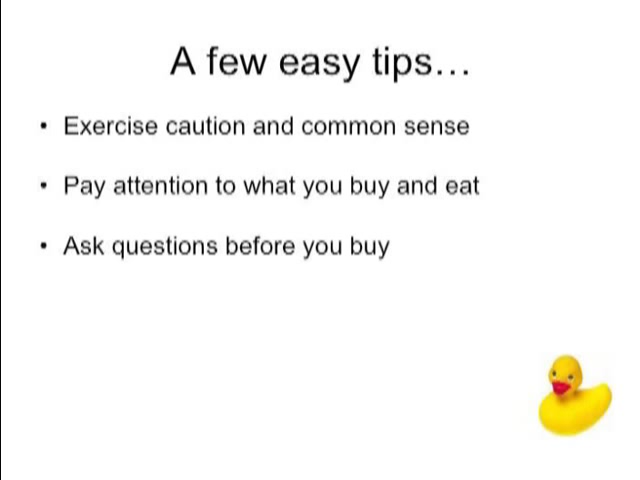 A few easy tips…
• Exercise caution and common sense
• Pay attention to what you buy and eat
• Ask questions before you buy